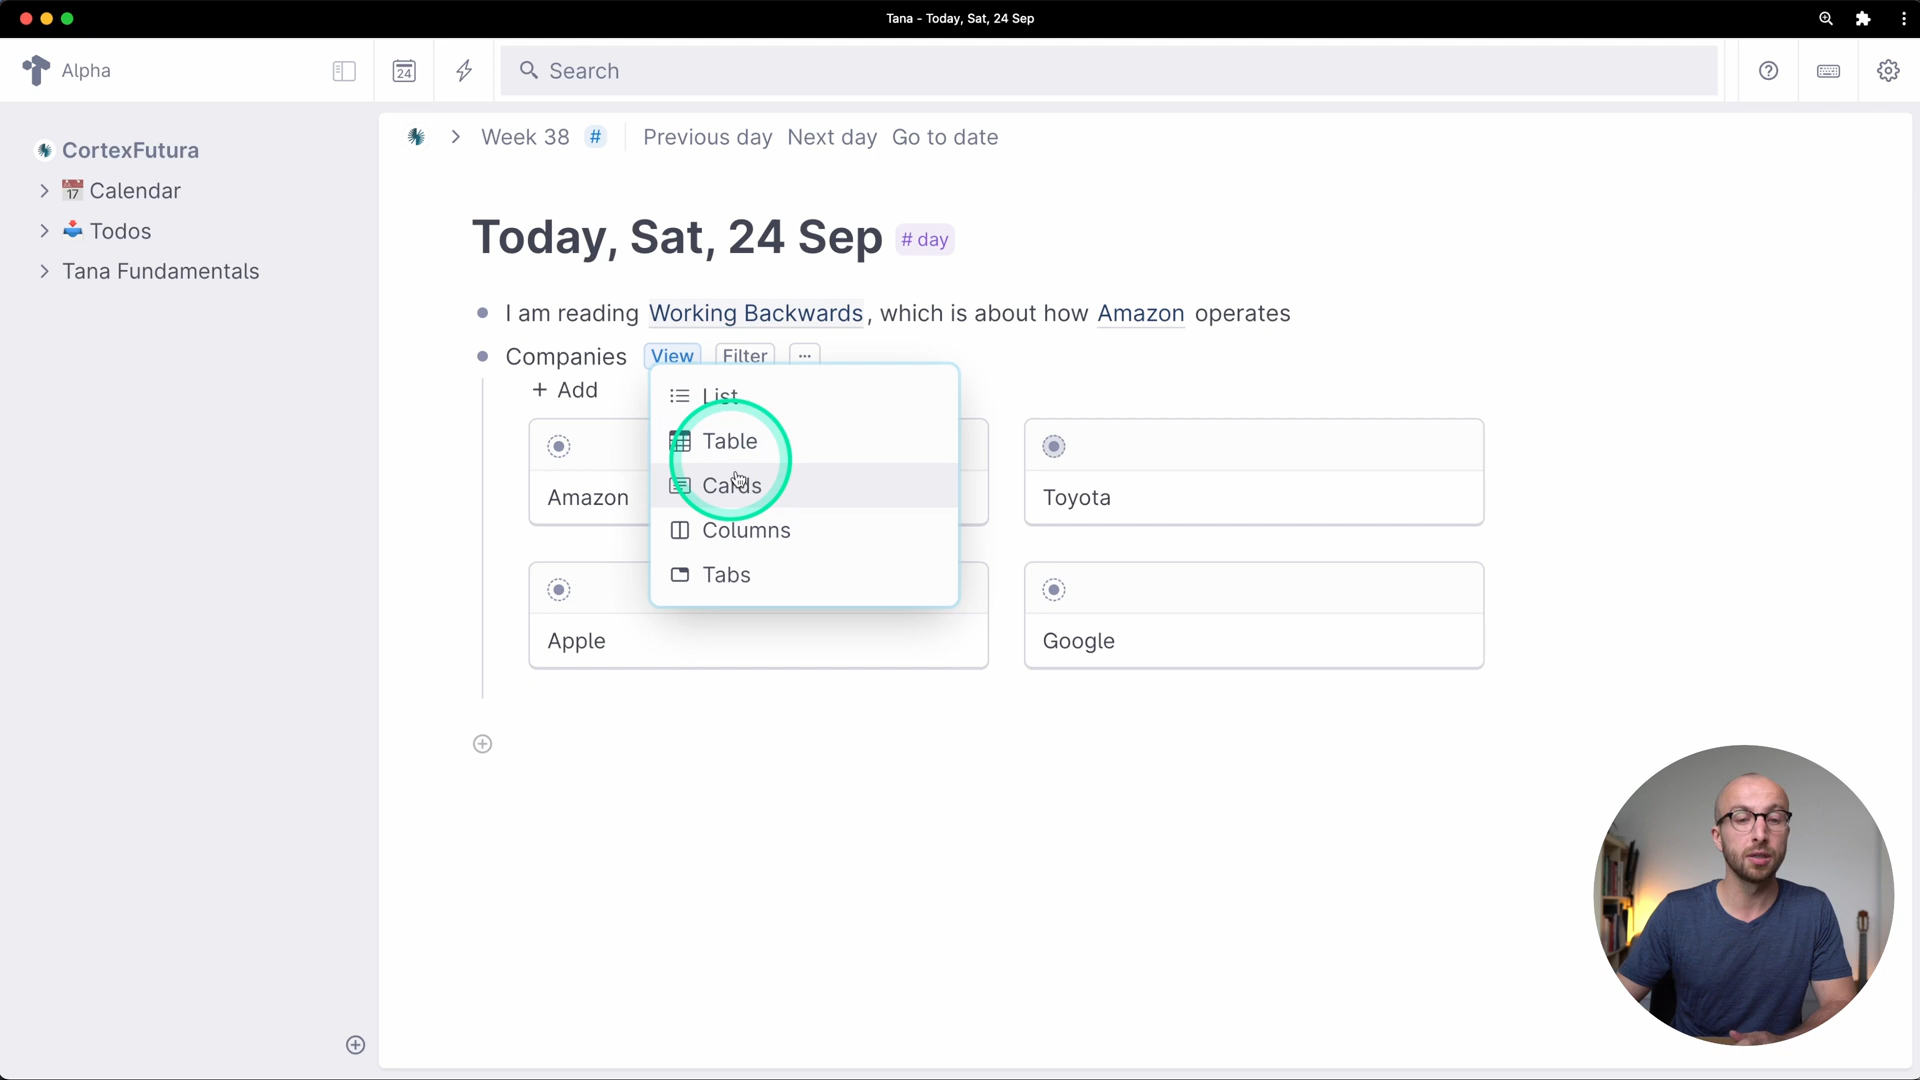 Tana - Today, Sat, 24 Sep
Alpha
24
Search
CortexFutura
17 Calendar
Todos
Tana Fundamentals
Week 38 # Previous day Next day Go to date
Today, Sat, 24 Sep # day
I am reading Working Backwards, which is about how Amazon operates
Companies View Filter ...
+ Add
List
Table
Cards
Columns
Tabs
Amazon
Toyota
Apple
Google